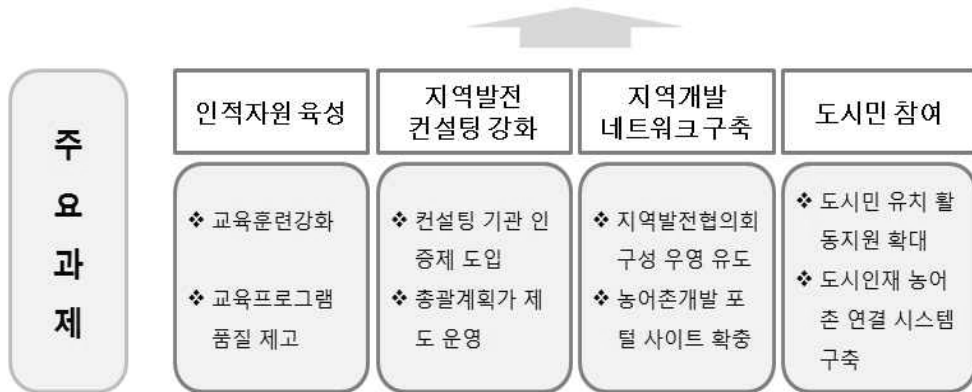 주
요
과
제
인적자원 육성
지역발전
컨설팅 강화
지역개발
네트워크 구축
도시민 참여
❖ 교육훈련강화
❖ 교육프로그램
품질 제고
❖ 컨설팅 기관 인
증제 도입
❖ 총괄계획가 제
도 운영
❖ 지역발전협의회
구성 우영 유도
❖ 농어촌개발 포
털 사이트 확충
❖ 도시민 유치 활
동지원 확대
❖ 도시인재 농어
촌 연결 시스템
구축